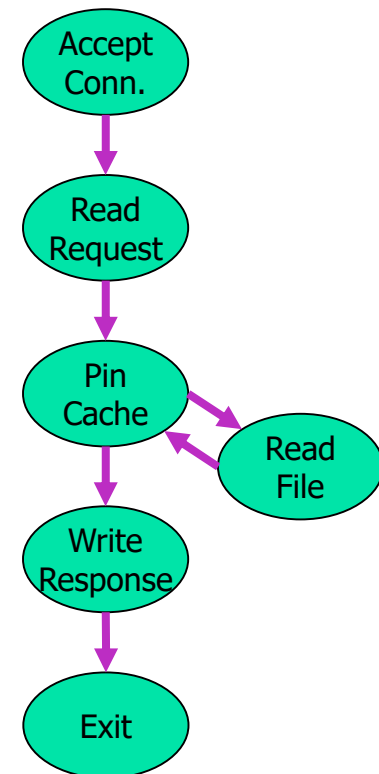 Accept
Conn.
Read
Request
Pin
Cache
Read
File
Write
Response
Exit